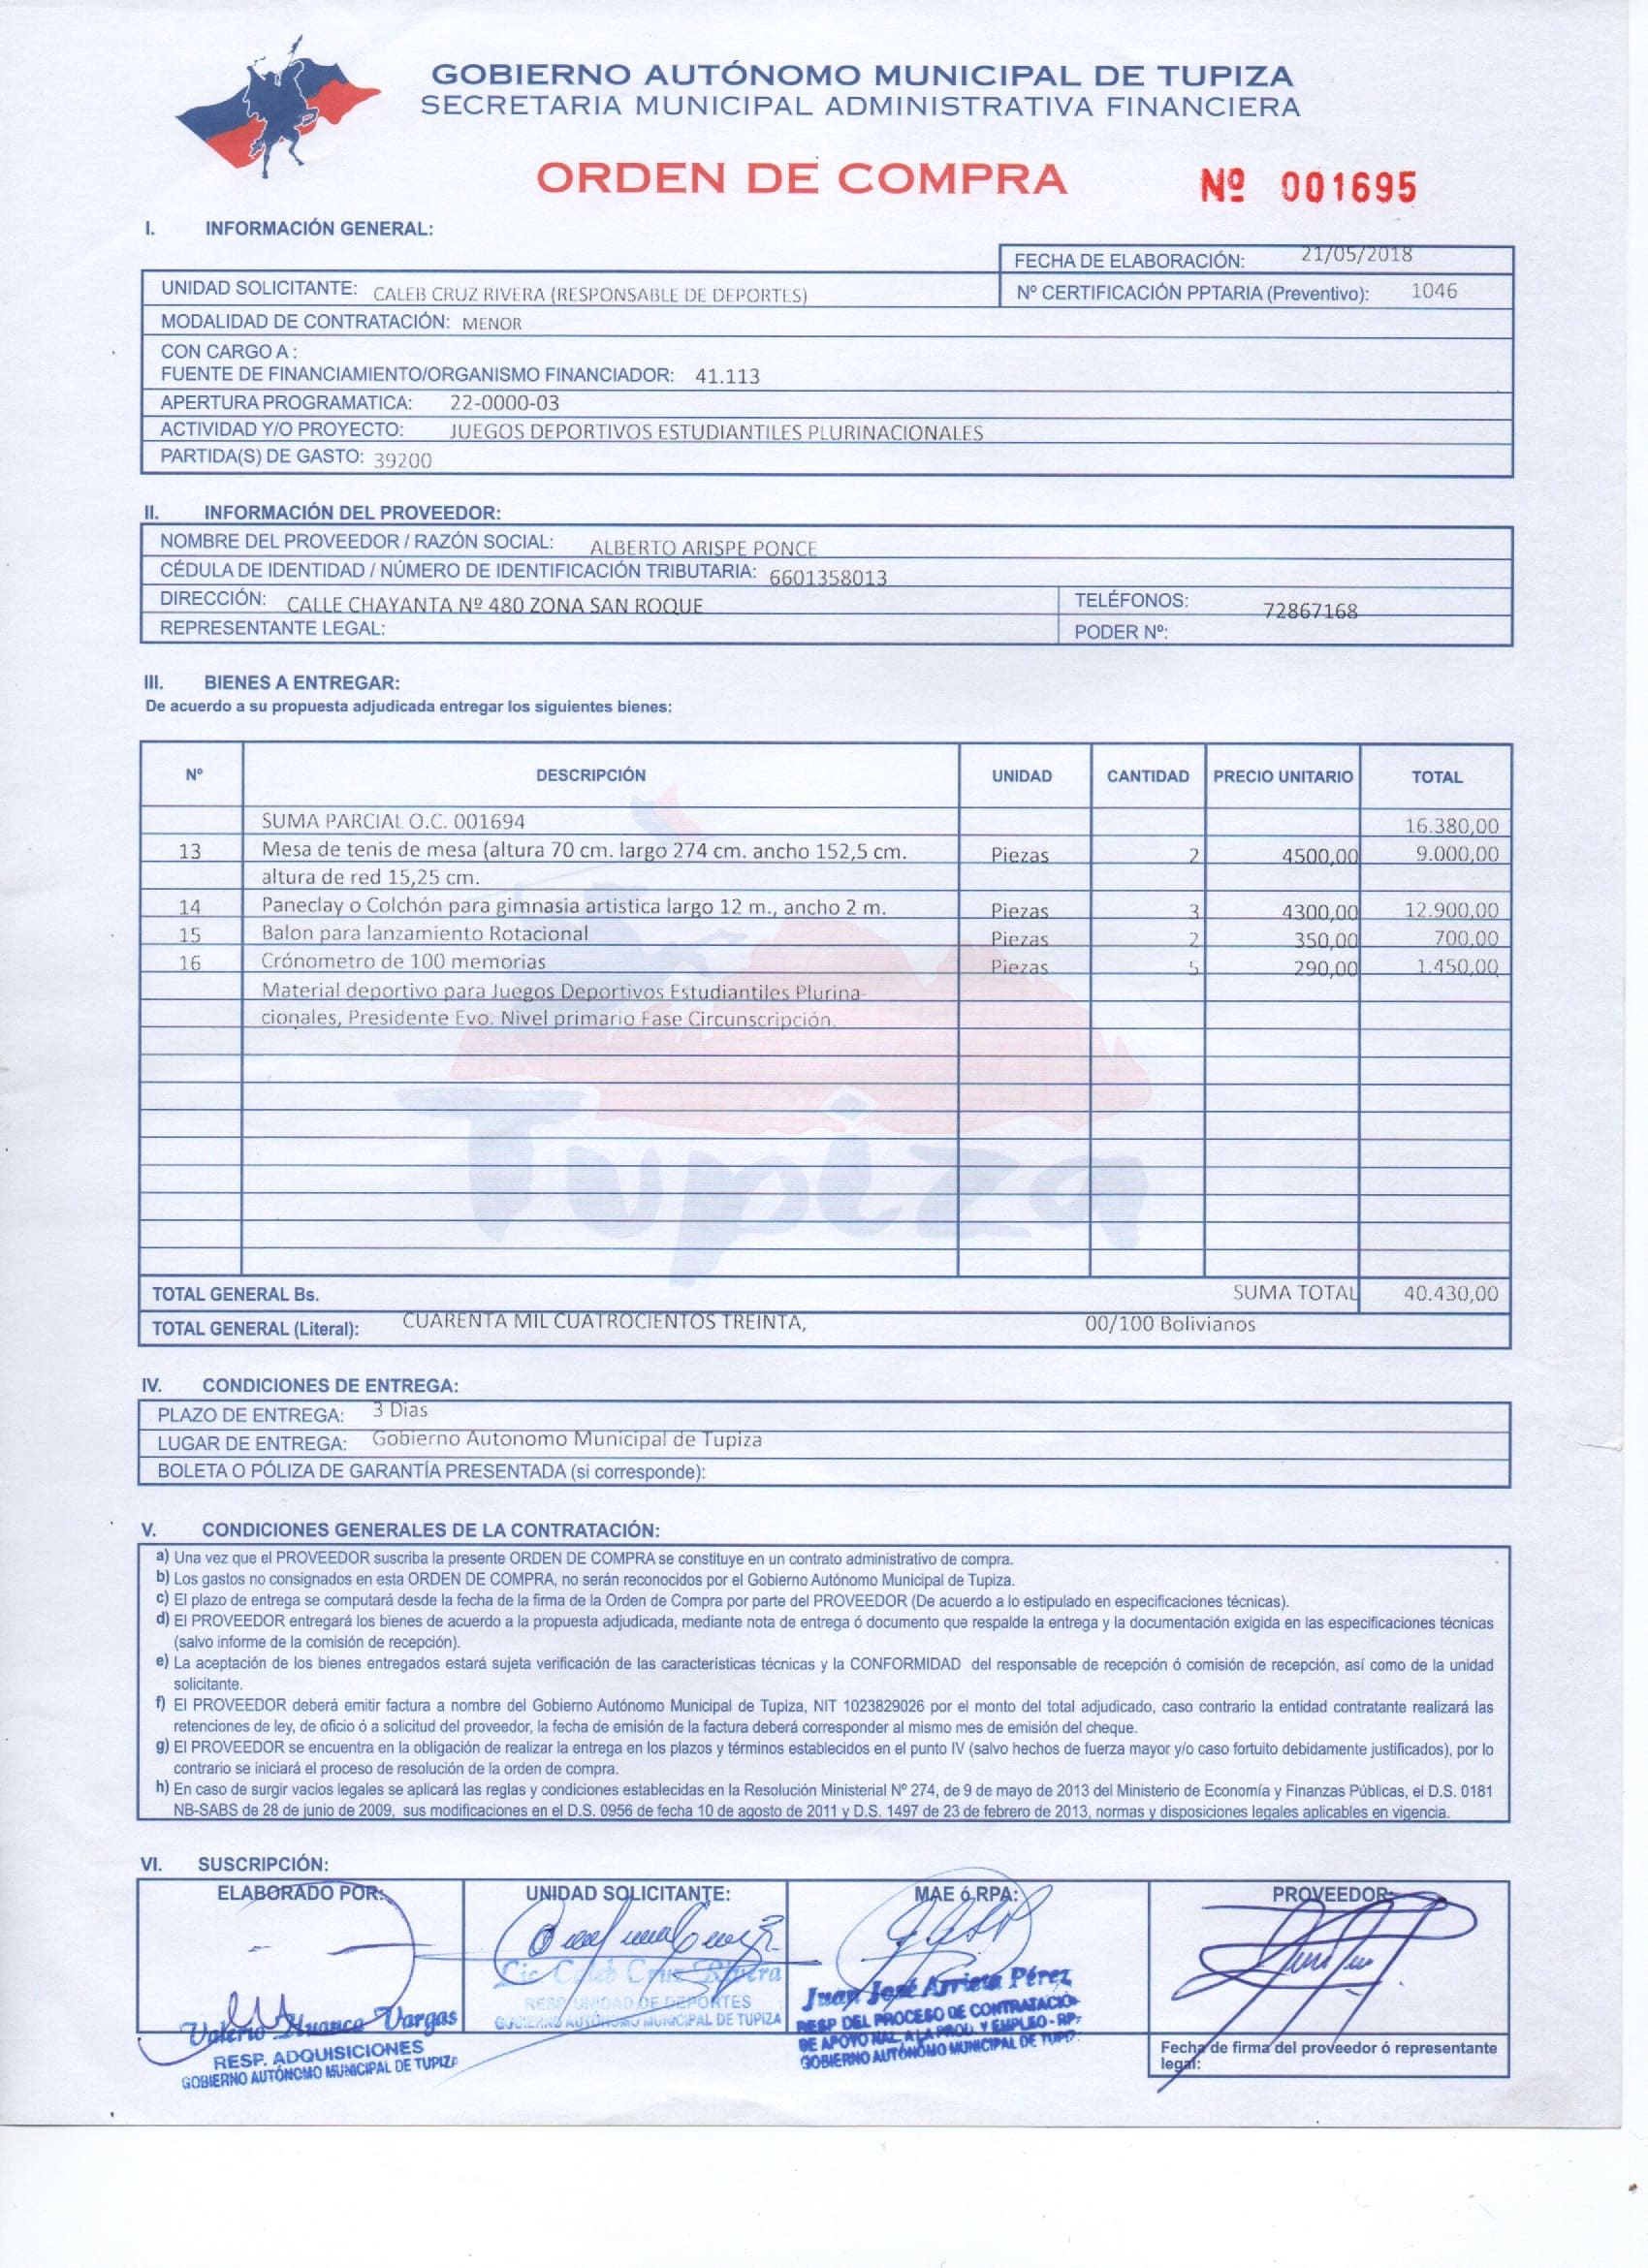 GOBIERNO AUTÓNOMO MUNICIPAL DE TUPIZA
SECRETARIA MUNICIPAL ADMINISTRATIVA FINANCIERA
ORDEN DE COMPRA Nº 001695
I. INFORMACIÓN GENERAL:
FECHA DE ELABORACIÓN: 21/05/2018
UNIDAD SOLICITANTE: CALEB CRUZ RIVERA (RESPONSABLE DE DEPORTES) Nº CERTIFICACIÓN PPTARIA (Preventivo): 1046
MODALIDAD DE CONTRATACIÓN: MENOR
CON CARGO A :
FUENTE DE FINANCIAMIENTO/ORGANISMO FINANCIADOR: 41.113
APERTURA PROGRAMATICA: 22-0000-03
ACTIVIDAD Y/O PROYECTO: JUEGOS DEPORTIVOS ESTUDIANTILES PLURINACIONALES
PARTIDA(S) DE GASTO: 39200
II. INFORMACIÓN DEL PROVEEDOR:
NOMBRE DEL PROVEEDOR / RAZÓN SOCIAL: ALBERTO ARISPE PONCE
CÉDULA DE IDENTIDAD / NÚMERO DE IDENTIFICACIÓN TRIBUTARIA: 6601358013
DIRECCIÓN: CALLE CHAYANTA Nº 480 ZONA SAN ROQUE TELÉFONOS: 72867168
REPRESENTANTE LEGAL: PODER Nº:
III. BIENES A ENTREGAR:
De acuerdo a su propuesta adjudicada entregar los siguientes bienes:
Nº DESCRIPCIÓN UNIDAD CANTIDAD PRECIO UNITARIO TOTAL
SUMA PARCIAL O.C. 001694 16.380,00
13 Mesa de tenis de mesa (altura 70 cm. largo 274 cm. ancho 152,5 cm. Piezas 2 4500,00 9.000,00
altura de red 15,25 cm.
14 Paneclay o Colchón para gimnasia artistica largo 12 m., ancho 2 m. Piezas 3 4300,00 12.900,00
15 Balon para lanzamiento Rotacional Piezas 2 350,00 700,00
16 Crónometro de 100 memorias Piezas 5 290,00 1.450,00
Material deportivo para Juegos Deportivos Estudiantiles Plurina-
cionales, Presidente Evo. Nivel primario Fase Circunscripción.
Tupiza
TOTAL GENERAL Bs. SUMA TOTAL 40.430,00
TOTAL GENERAL (Literal): CUARENTA MIL CUATROCIENTOS TREINTA, 00/100 Bolivianos
IV. CONDICIONES DE ENTREGA:
PLAZO DE ENTREGA: 3 Dias
LUGAR DE ENTREGA: Gobierno Autonomo Municipal de Tupiza
BOLETA O PÓLIZA DE GARANTÍA PRESENTADA (si corresponde):
V. CONDICIONES GENERALES DE LA CONTRATACIÓN:
a) Una vez que el PROVEEDOR suscriba la presente ORDEN DE COMPRA se constituye en un contrato administrativo de compra.
b) Los gastos no consignados en esta ORDEN DE COMPRA, no serán reconocidos por el Gobierno Autónomo Municipal de Tupiza.
c) El plazo de entrega se computará desde la fecha de la firma de la Orden de Compra por parte del PROVEEDOR (De acuerdo a lo estipulado en especificaciones técnicas).
d) El PROVEEDOR entregará los bienes de acuerdo a la propuesta adjudicada, mediante nota de entrega ó documento que respalde la entrega y la documentación exigida en las especificaciones técnicas
(salvo informe de la comisión de recepción).
e) La aceptación de los bienes entregados estará sujeta verificación de las características técnicas y la CONFORMIDAD del responsable de recepción ó comisión de recepción, así como de la unidad
solicitante.
f) El PROVEEDOR deberá emitir factura a nombre del Gobierno Autónomo Municipal de Tupiza, NIT 1023829026 por el monto del total adjudicado, caso contrario la entidad contratante realizará las
retenciones de ley, de oficio ó a solicitud del proveedor, la fecha de emisión de la factura deberá corresponder al mismo mes de emisión del cheque.
g) El PROVEEDOR se encuentra en la obligación de realizar la entrega en los plazos y términos establecidos en el punto IV (salvo hechos de fuerza mayor y/o caso fortuito debidamente justificados), por lo
contrario se iniciará el proceso de resolución de la orden de compra.
h) En caso de surgir vacios legales se aplicará las reglas y condiciones establecidas en la Resolución Ministerial Nº 274, de 9 de mayo de 2013 del Ministerio de Economía y Finanzas Públicas, el D.S. 0181
NB-SABS de 28 de junio de 2009, sus modificaciones en el D.S. 0956 de fecha 10 de agosto de 2011 y D.S. 1497 de 23 de febrero de 2013, normas y disposiciones legales aplicables en vigencia.
VI. SUSCRIPCIÓN:
ELABORADO POR: UNIDAD SOLICITANTE: MAE ó RPA: PROVEEDOR:
Valerio Huanca Vargas
RESP. ADQUISICIONES
GOBIERNO AUTÓNOMO MUNICIPAL DE TUPIZA
Lic Caleb Cruz Rivera
RESP UNIDAD DE DEPORTES
GOBIERNO AUTÓNOMO MUNICIPAL DE TUPIZA
Juan José Arrieta Pérez
RESP DEL PROCESO DE CONTRATACIÓ
DE APOYO NAL. A LA PROD. Y EMPLEO - RP
GOBIERNO AUTÓNOMO MUNICIPAL DE TUPIZ
Fecha de firma del proveedor ó representante
legal: